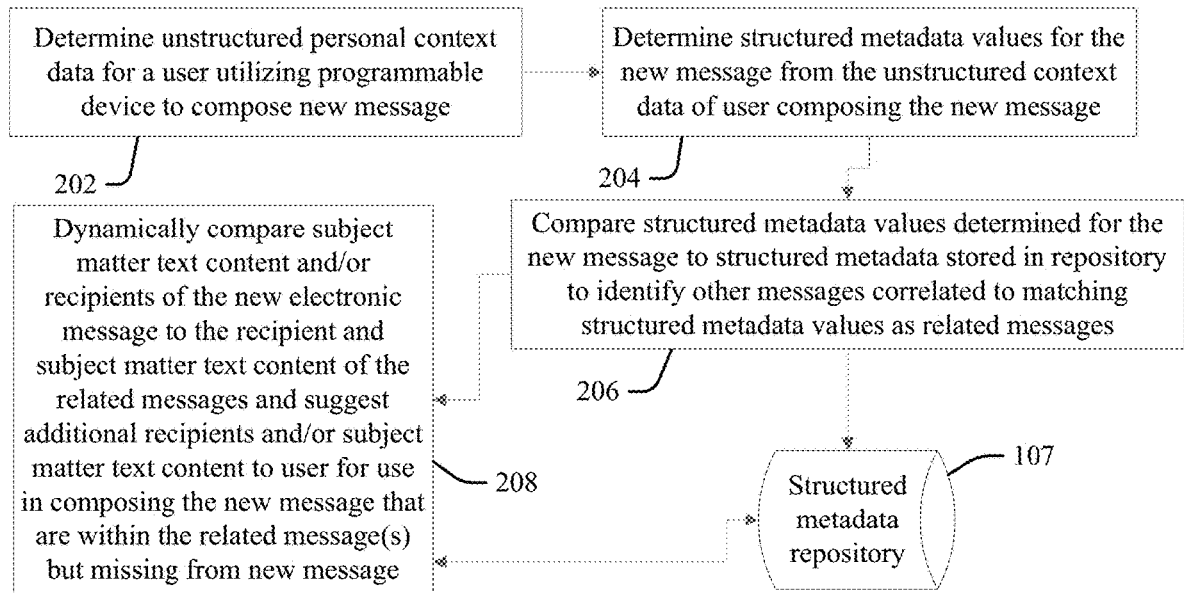 Determine unstructured personal context
data for a user utilizing programmable
device to compose new message
202
Determine structured metadata values for the
new message from the unstructured context
data of user composing the new message
204
Compare structured metadata values determined for the
new message to structured metadata stored in repository
to identify other messages correlated to matching
structured metadata values as related messages
206
Dynamically compare subject
matter text content and/or
recipients of the new electronic
message to the recipient and
subject matter text content of the
related messages and suggest
additional recipients and/or subject
matter text content to user for use
in composing the new message that
are within the related message(s)
but missing from new message
208
Structured
metadata
repository
107